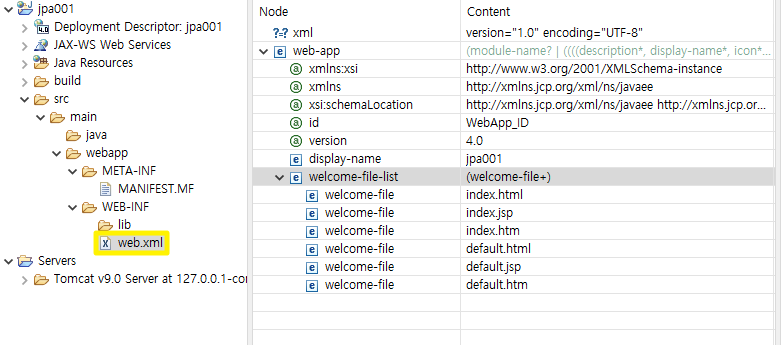 jpa001
Deployment Descriptor: jpa001
JAX-WS Web Services
Java Resources
build
src
main
java
webapp
META-INF
MANIFEST.MF
WEB-INF
lib
web.xml
Servers
Tomcat v9.0 Server at 127.0.0.1-cor
Node Content
xml version="1.0" encoding="UTF-8"
web-app (module-name? | ((((description*, display-name*, icon*...
xmlns:xsi http://www.w3.org/2001/XMLSchema-instance
xmlns http://xmlns.jcp.org/xml/ns/javaee
xsi:schemaLocation http://xmlns.jcp.org/xml/ns/javaee http://xmlns.jcp.or...
id WebApp_ID
version 4.0
display-name jpa001
welcome-file-list (welcome-file+)
welcome-file index.html
welcome-file index.jsp
welcome-file index.htm
welcome-file default.html
welcome-file default.jsp
welcome-file default.htm